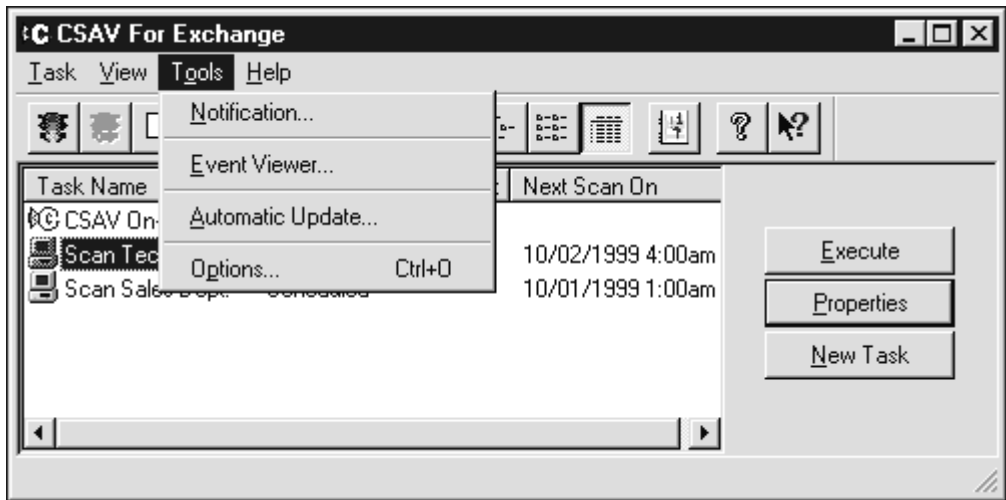 CSAV For Exchange
Task View Tools Help
Notification...
Event Viewer...
Automatic Update...
Options... Ctrl+O
Task Name Next Scan On
CSAV On-
Scan Tec 10/02/1999 4:00am
Scan Sales Dept. Scheduled 10/01/1999 1:00am
Execute
Properties
New Task